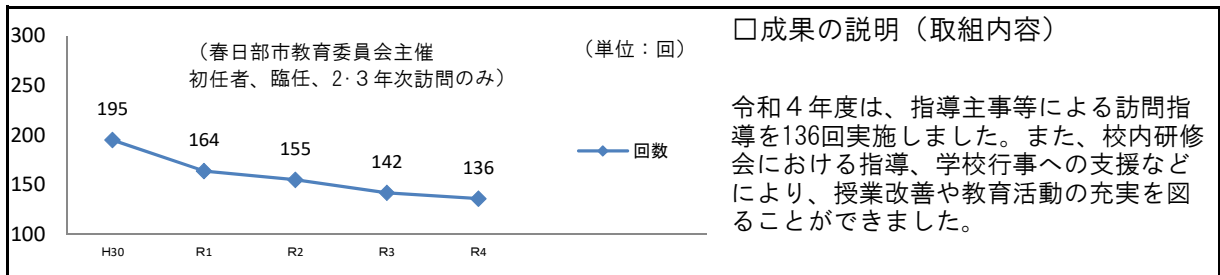 300
250
200
150
100
（春日部市教育委員会主催
初任者、臨任、2･３年次訪問のみ）
（単位：回）
195
164
155
142
136
回数
H30
R1
R2
R3
R4
□成果の説明（取組内容）
令和４年度は、指導主事等による訪問指
導を136回実施しました。また、校内研修
会における指導、学校行事への支援など
により、授業改善や教育活動の充実を図
ることができました。